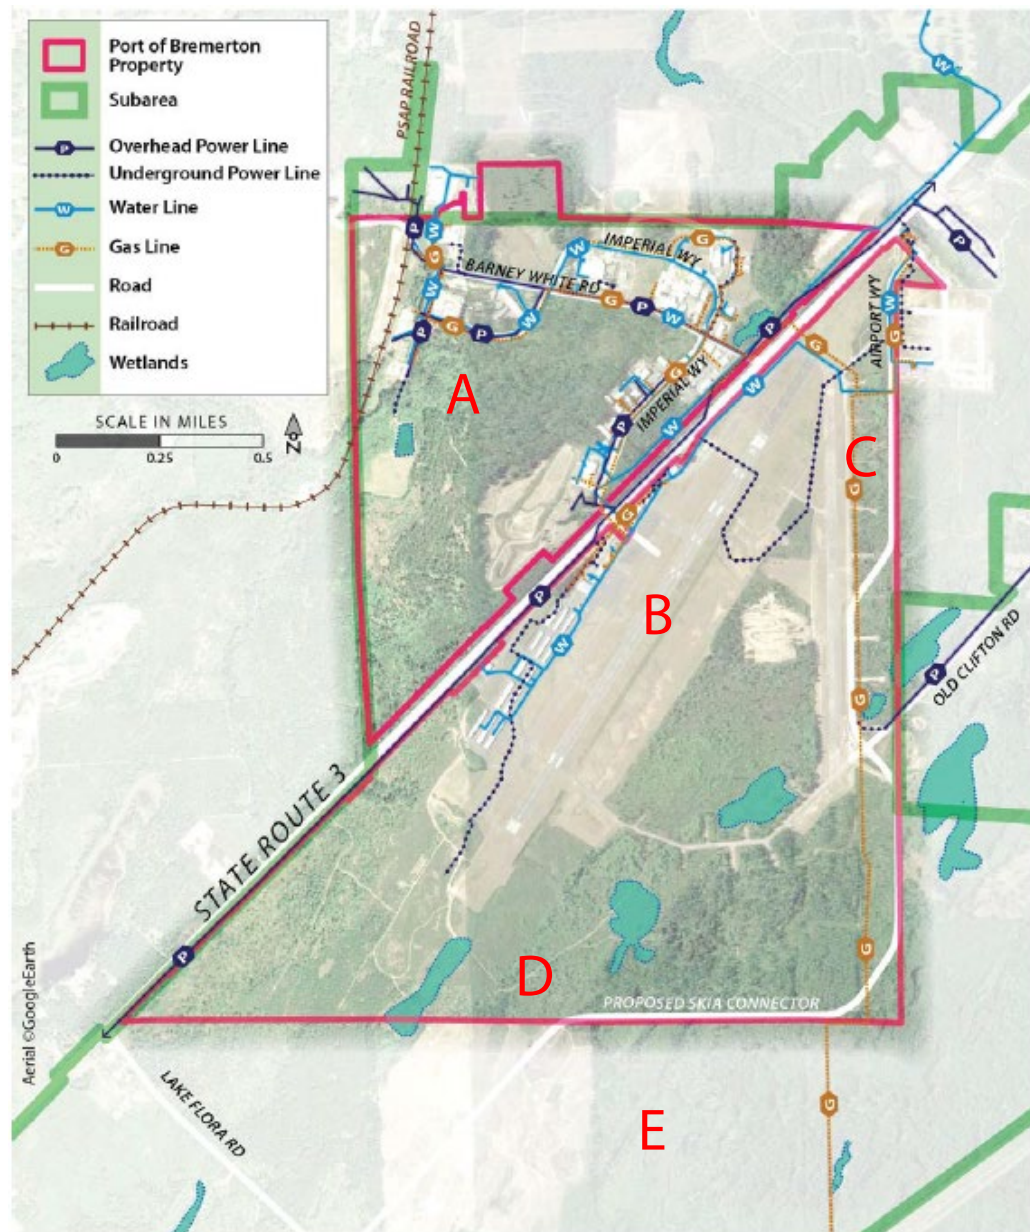 Port of Bremerton
Property
Subarea
P
Overhead Power Line
Underground Power Line
W
Water Line
G
Gas Line
Road
Railroad
Wetlands
SCALE IN MILES
0
0.25
0.5
N
PSAP RAILROAD
W
P
P
W
G
W
P
G
P
W
W
IMPERIAL WY
G
BARNEY WHITE RD
G
P
W
P
AIRPORT WY
W
G
G
A
G
IMPERIAL WY
P
W
W
C
G
G
P
B
W
G
P
OLD CLIFTON RD
STATE ROUTE 3
P
G
D
PROPOSED SKIA CONNECTOR
Aerial ©GoogleEarth
LAKE FLORA RD
G
E